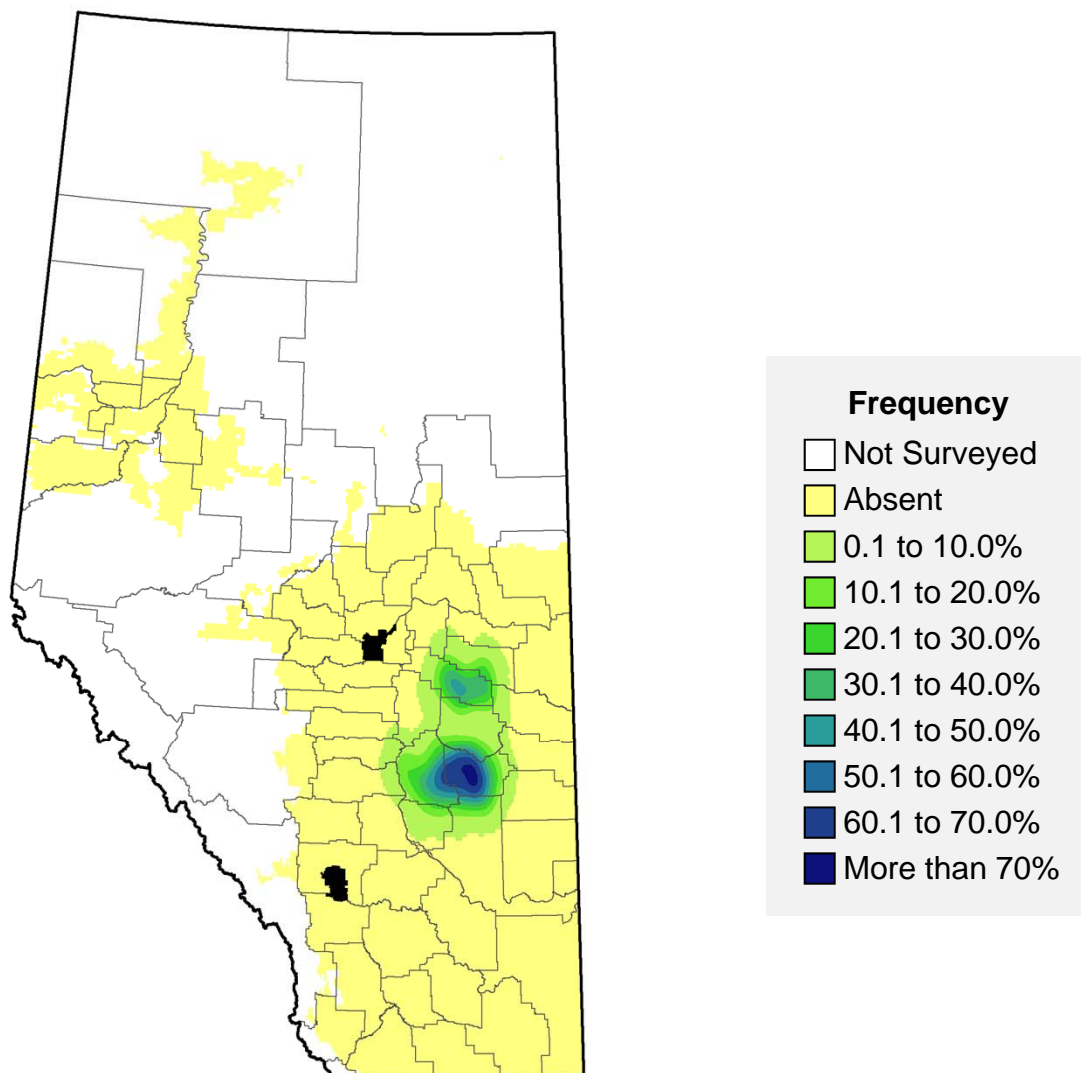 Frequency
Not Surveyed
Absent
0.1 to 10.0%
10.1 to 20.0%
20.1 to 30.0%
30.1 to 40.0%
40.1 to 50.0%
50.1 to 60.0%
60.1 to 70.0%
More than 70%